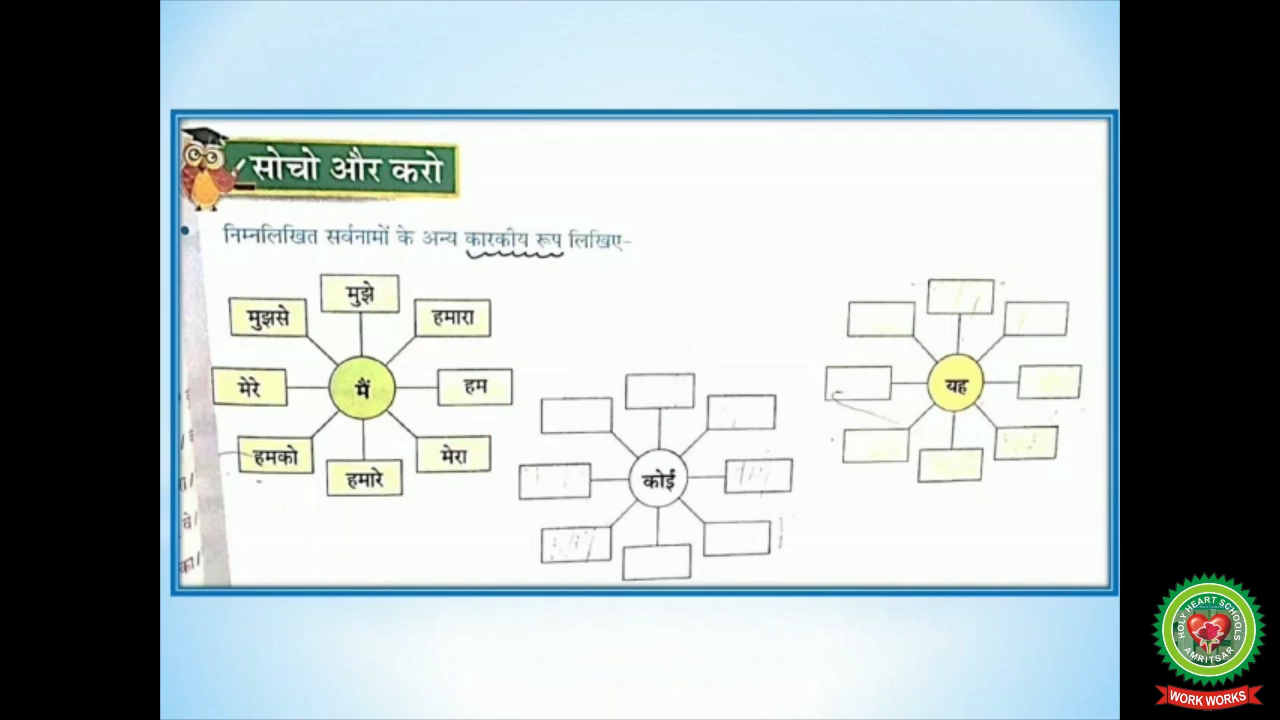 सोचो और करो
निम्नलिखित सर्वनामों के अन्य कारकीय रूप लिखिए-
मुझे
मुझसे
हमारा
मेरे
मैं
हम
हमको
हमारे
मेरा
कोई
यह
HOLY HEART SCHOOLS
AMRITSAR
WORK WORKS